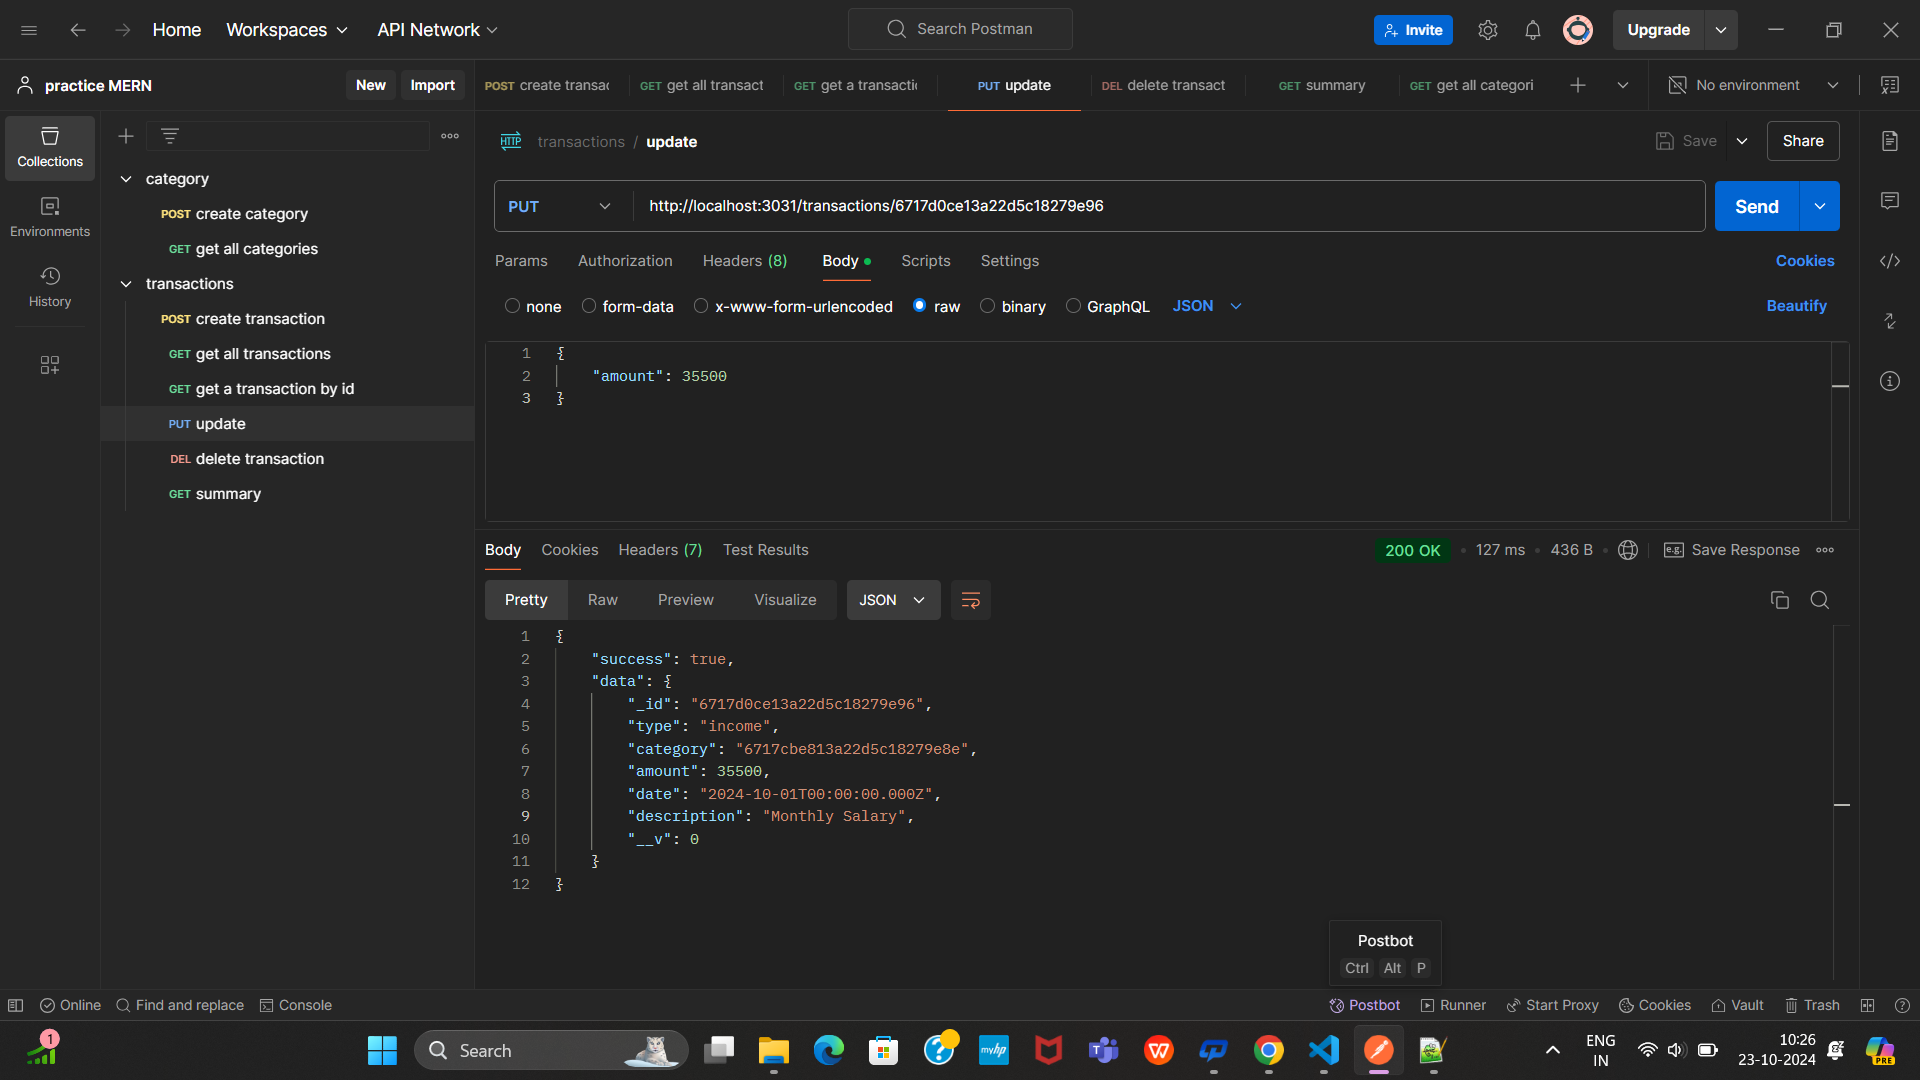 Home Workspaces API Network Search Postman Invite Upgrade
practice MERN New Import POST create transac GET get all transact GET get a transactio PUT update DEL delete transact GET summary GET get all categori No environment
Collections
Environments
History
category
POST create category
GET get all categories
transactions
POST create transaction
GET get all transactions
GET get a transaction by id
PUT update
DEL delete transaction
GET summary
HTTP transactions / update Save Share
PUT http://localhost:3031/transactions/6717d0ce13a22d5c18279e96 Send
Params Authorization Headers (8) Body Scripts Settings Cookies
none form-data x-www-form-urlencoded raw binary GraphQL JSON Beautify
1 {
2 "amount": 35500
3 }
Body Cookies Headers (7) Test Results 200 OK 127 ms 436 B e.g. Save Response
Pretty Raw Preview Visualize JSON
1 {
2 "success": true,
3 "data": {
4 "_id": "6717d0ce13a22d5c18279e96",
5 "type": "income",
6 "category": "6717cbe813a22d5c18279e8e",
7 "amount": 35500,
8 "date": "2024-10-01T00:00:00.000Z",
9 "description": "Monthly Salary",
10 "__v": 0
11 }
12 }
Postbot
Ctrl Alt P
Online Find and replace Console Postbot Runner Start Proxy Cookies Vault Trash
1 Search myhp ENG 10:26
IN 23-10-2024 PRE